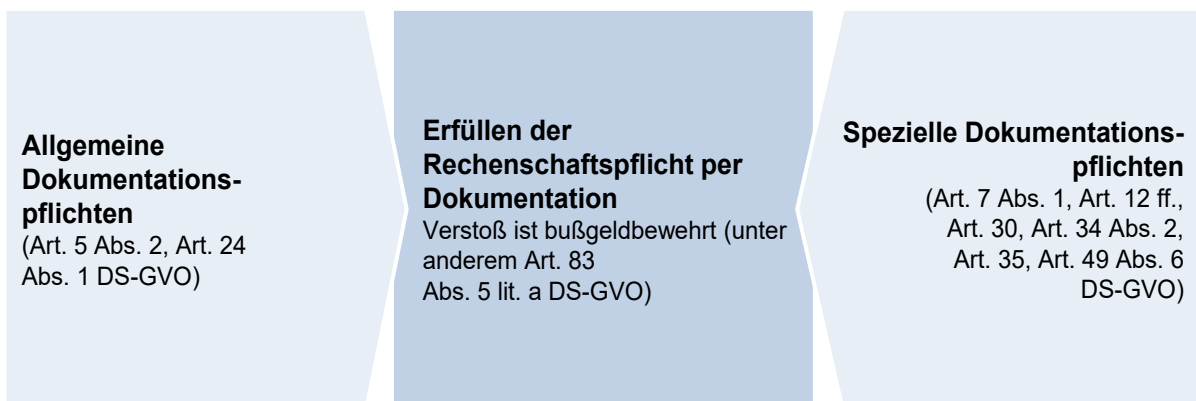 Allgemeine
Dokumentations-
pflichten
(Art. 5 Abs. 2, Art. 24
Abs. 1 DS-GVO)
Erfüllen der
Rechenschaftspflicht per
Dokumentation
Verstoß ist bußgeldbewehrt (unter
anderem Art. 83
Abs. 5 lit. a DS-GVO)
Spezielle Dokumentations-
pflichten
(Art. 7 Abs. 1, Art. 12 ff.,
Art. 30, Art. 34 Abs. 2,
Art. 35, Art. 49 Abs. 6
DS-GVO)